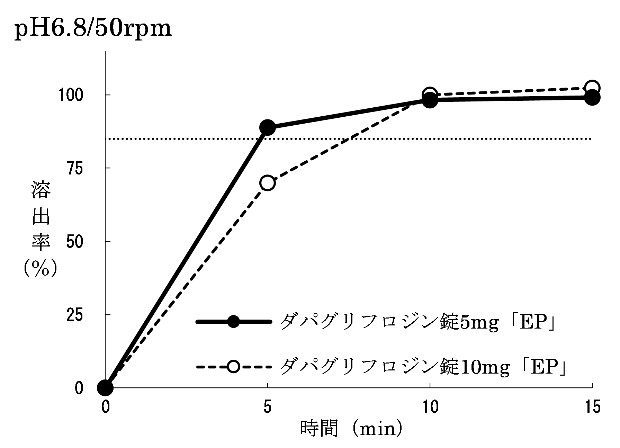 pH6.8/50rpm
100
75
50
25
0
溶出率(%)
ダパグリフロジン錠5mg「EP」
ダパグリフロジン錠10mg「EP」
0 5 10 15
時間（min）